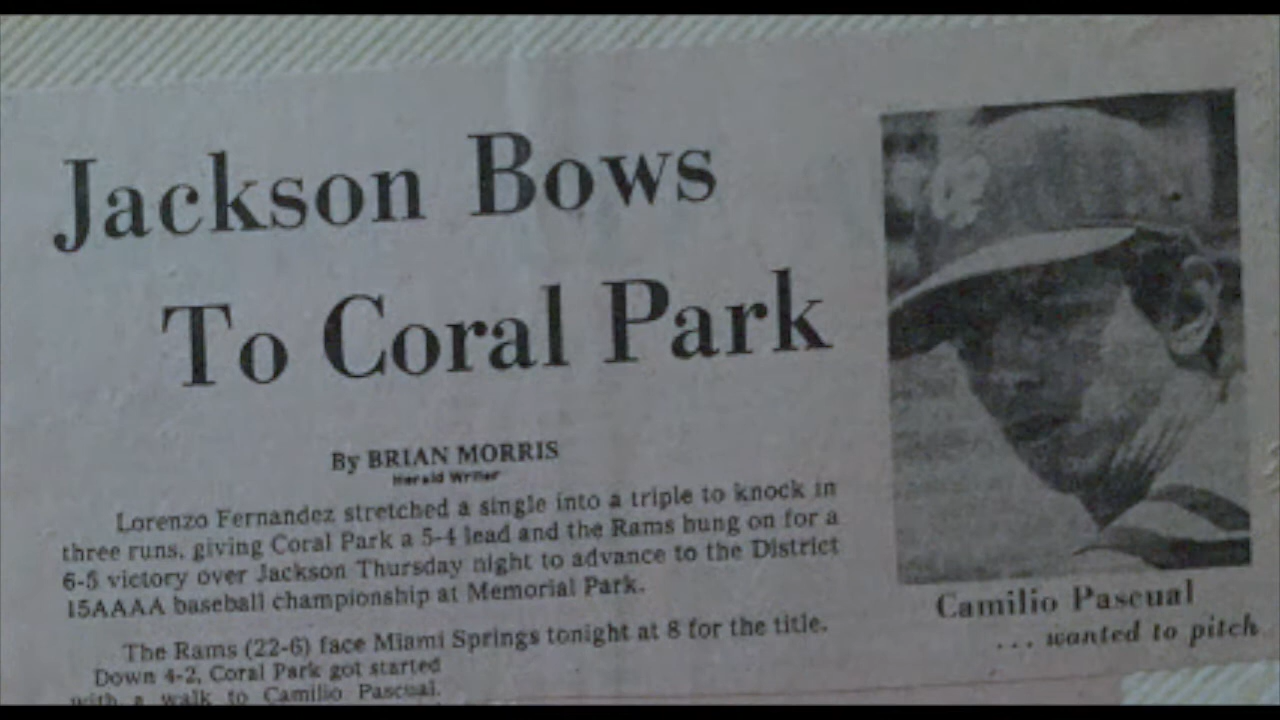 Jackson Bows
To Coral Park
By BRIAN MORRIS
Herald Writer
Lorenzo Fernandez stretched a single into a triple to knock in
three runs, giving Coral Park a 5-4 lead and the Rams hung on for a
6-5 victory over Jackson Thursday night to advance to the District
15AAAA baseball championship at Memorial Park.
The Rams (22-6) face Miami Springs tonight at 8 for the title.
Down 4-2, Coral Park got started
with a walk to Camilio Pascual.
Camilio Pascual
... wanted to pitch